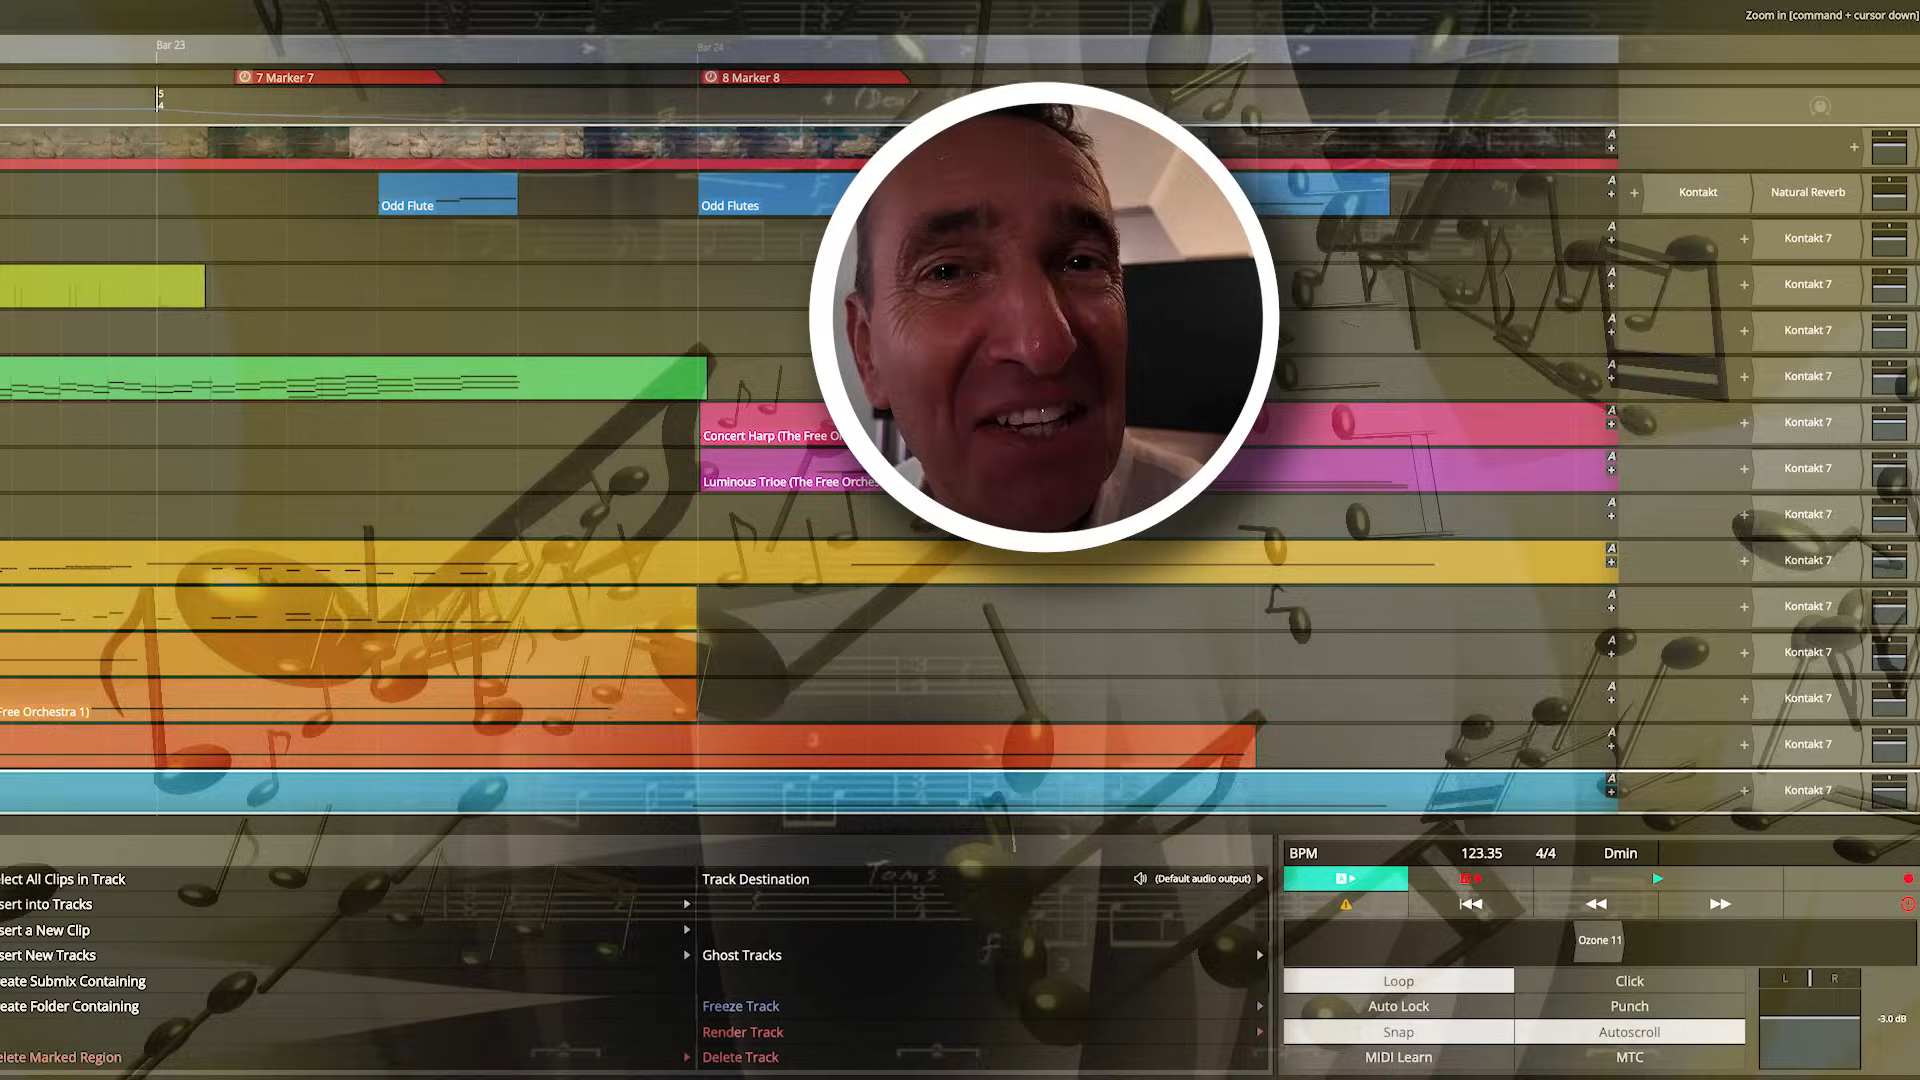 Zoom in [command + cursor down]
Bar 23
Bar 24
7 Marker 7
8 Marker 8
5
4
A
+
Odd Flute
Odd Flutes
A
+
+
Kontakt
Natural Reverb
A
+
Kontakt 7
A
+
Kontakt 7
A
+
Kontakt 7
A
+
Kontakt 7
Concert Harp (The Free O
A
+
Kontakt 7
Luminous Trioe (The Free Orches
A
+
Kontakt 7
A
+
Kontakt 7
A
+
Kontakt 7
A
+
Kontakt 7
A
+
Kontakt 7
Free Orchestra 1)
A
+
Kontakt 7
A
+
Kontakt 7
A
+
Kontakt 7
lect All Clips in Track
sert into Tracks
sert a New Clip
sert New Tracks
eate Submix Containing
eate Folder Containing
elete Marked Region
Track Destination
(Default audio output)
Ghost Tracks
Freeze Track
Render Track
Delete Track
Toms
BPM
123.35
4/4
Dmin
Ozone 11
Loop
Click
Auto Lock
Punch
Snap
Autoscroll
MIDI Learn
MTC
L
R
-3.0 dB